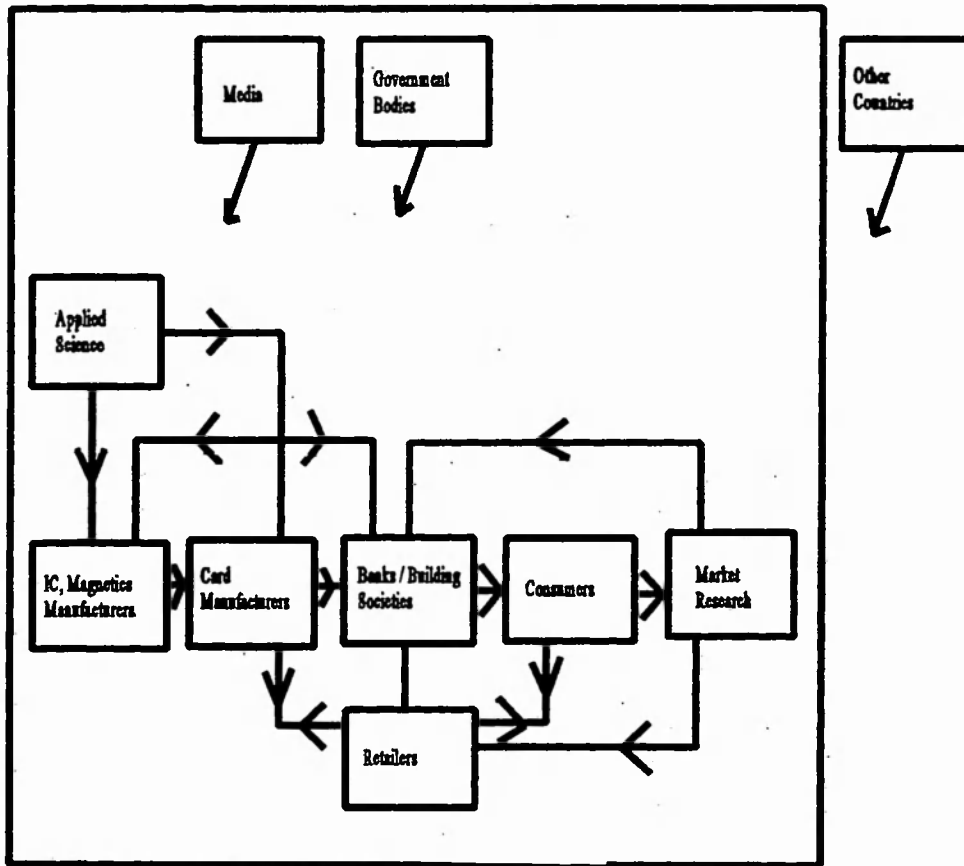 Media
Government
Bodies
Other
Countries
Applied
Science
IC, Magnetics
Manufacturers
Card
Manufacturers
Banks / Building
Societies
Consumers
Market
Research
Retailers